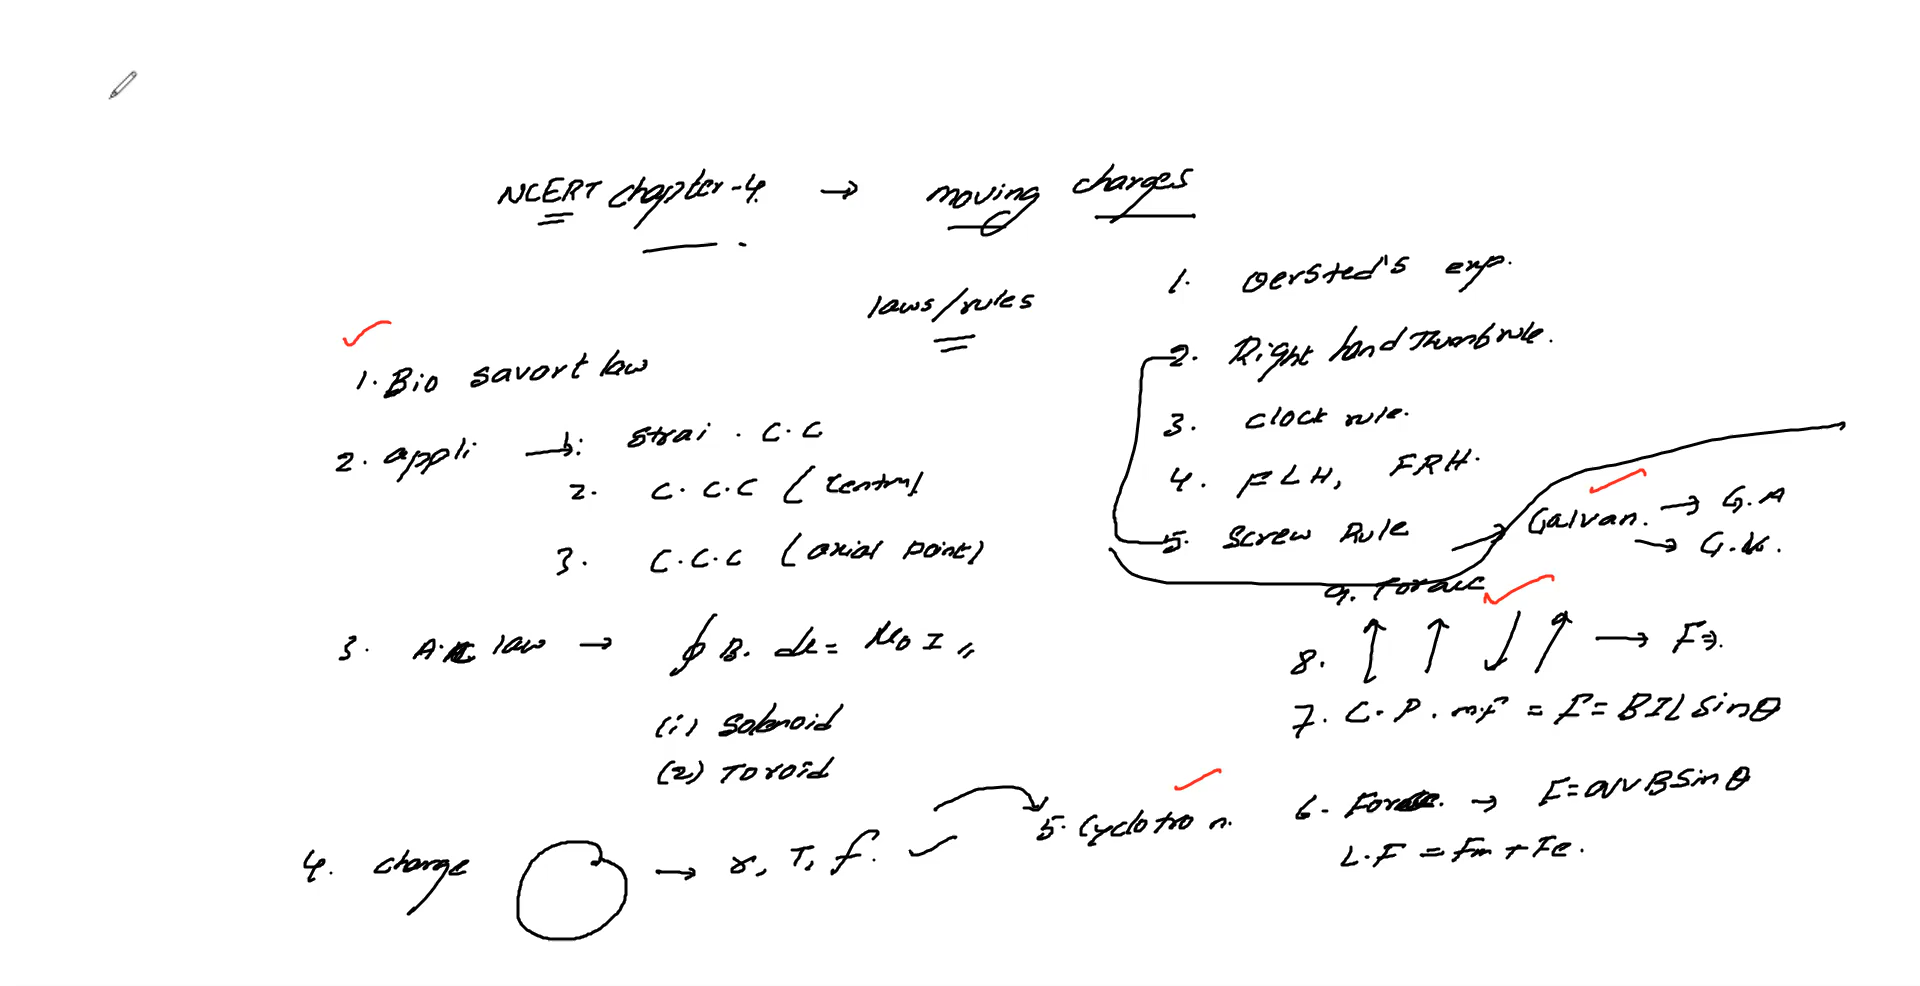 NCERT chapter-4. → moving charges
laws/rules
1. Bio savart law
2. appli → 1: strai. C.C
2. C.C.C (central
3. C.C.C (axial point)
3. A.C law → ∮ B. dl = μ0 I
(i) Solenoid
(2) Toroid
4. charge → r, T, f.
5. Cyclotron.
1. Oersted's exp.
2. Right hand Thumb rule.
3. Clock rule.
4. FLH, FRH.
5. Screw Rule → Galvan. → G.A
→ G.V.
9. Torque
8. → F⇒.
7. C.P. m.f = F = BIL Sinθ
6. Force. → F = qVB Sinθ
L.F = Fm + Fe.